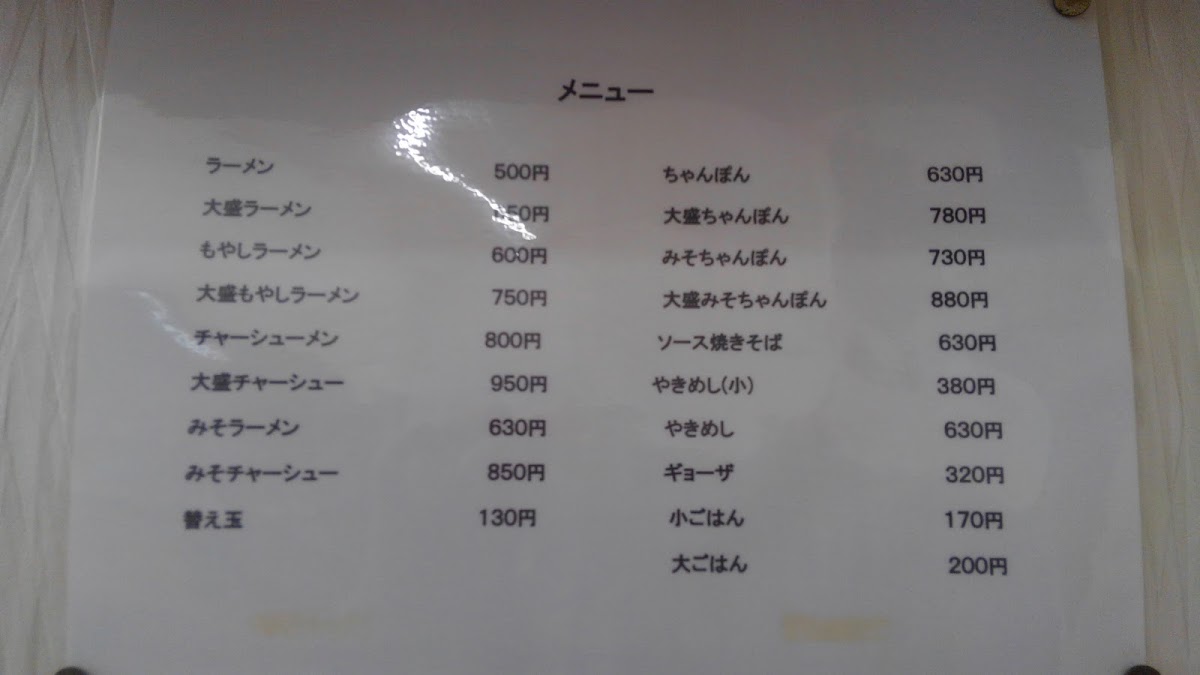 メニュー
ラーメン 500円
大盛ラーメン 50円
もやしラーメン 600円
大盛もやしラーメン 750円
チャーシューメン 800円
大盛チャーシュー 950円
みそラーメン 630円
みそチャーシュー 850円
替え玉 130円
ちゃんぽん 630円
大盛ちゃんぽん 780円
みそちゃんぽん 730円
大盛みそちゃんぽん 880円
ソース焼きそば 630円
やきめし(小) 380円
やきめし 630円
ギョーザ 320円
小ごはん 170円
大ごはん 200円